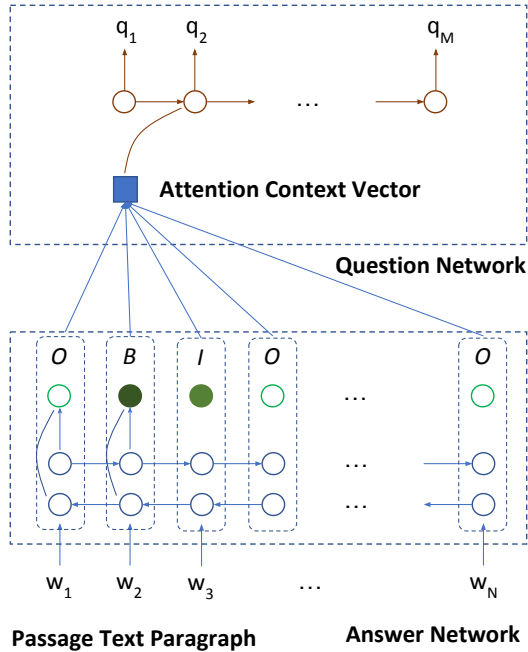 q1 q2 qM
...
Attention Context Vector
Question Network
O B I O O
...
...
...
w1 w2 w3 ... wN
Passage Text Paragraph Answer Network